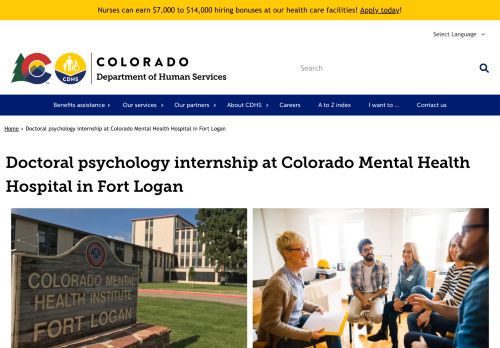 Nurses can earn $7,000 to $14,000 hiring bonuses at our health care facilities! Apply today!
Select Language
CDHS
COLORADO
Department of Human Services
Search
Benefits assistance
Our services
Our partners
About CDHS
Careers
A to Z index
I want to ...
Contact us
Home › Doctoral psychology internship at Colorado Mental Health Hospital in Fort Logan
Doctoral psychology internship at Colorado Mental Health
Hospital in Fort Logan
COLORADO MENTAL
HEALTH INSTITUTE
FORT LOGAN